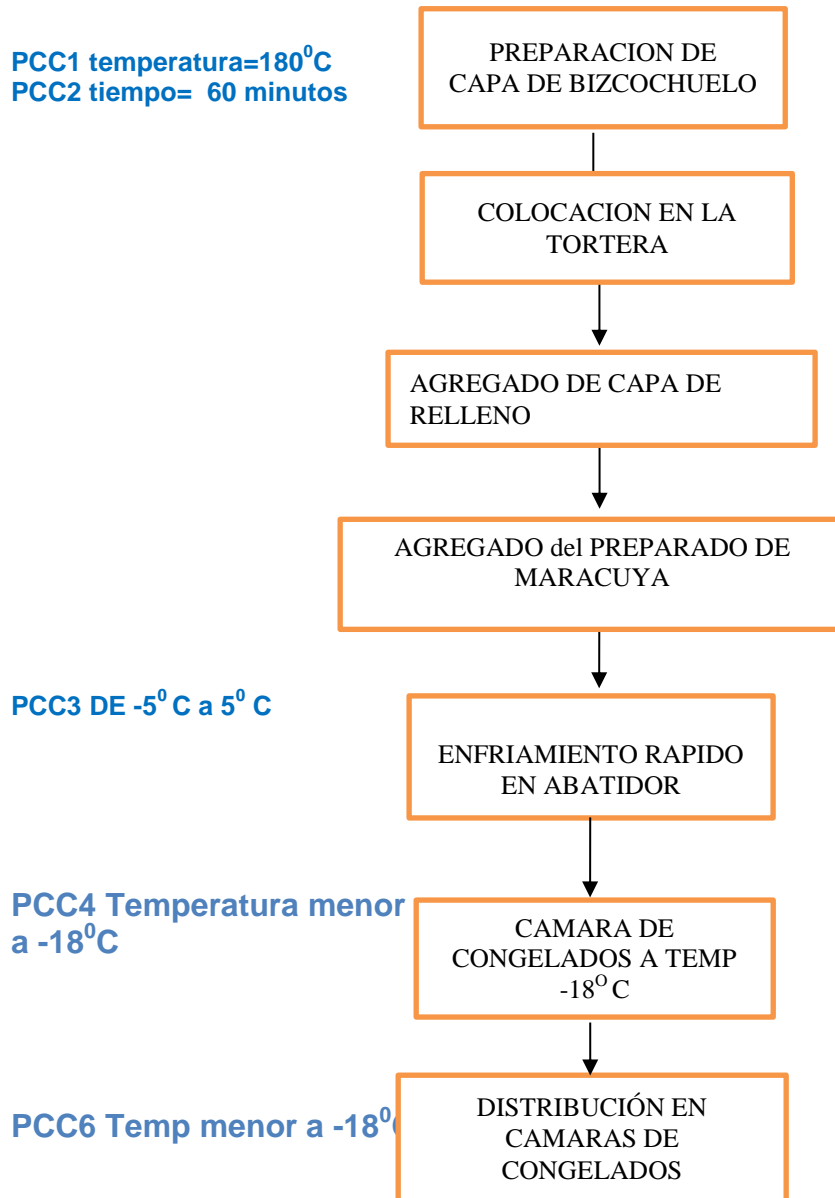 PCC1 temperatura=180⁰C
PCC2 tiempo= 60 minutos
PREPARACION DE
CAPA DE BIZCOCHUELO
COLOCACION EN LA
TORTERA
AGREGADO DE CAPA DE
RELLENO
AGREGADO del PREPARADO DE
MARACUYA
PCC3 DE -5⁰ C a 5⁰ C
ENFRIAMIENTO RAPIDO
EN ABATIDOR
PCC4 Temperatura menor
a -18⁰C
CAMARA DE
CONGELADOS A TEMP
-18ᴼ C
PCC6 Temp menor a -18⁰
DISTRIBUCIÓN EN
CAMARAS DE
CONGELADOS